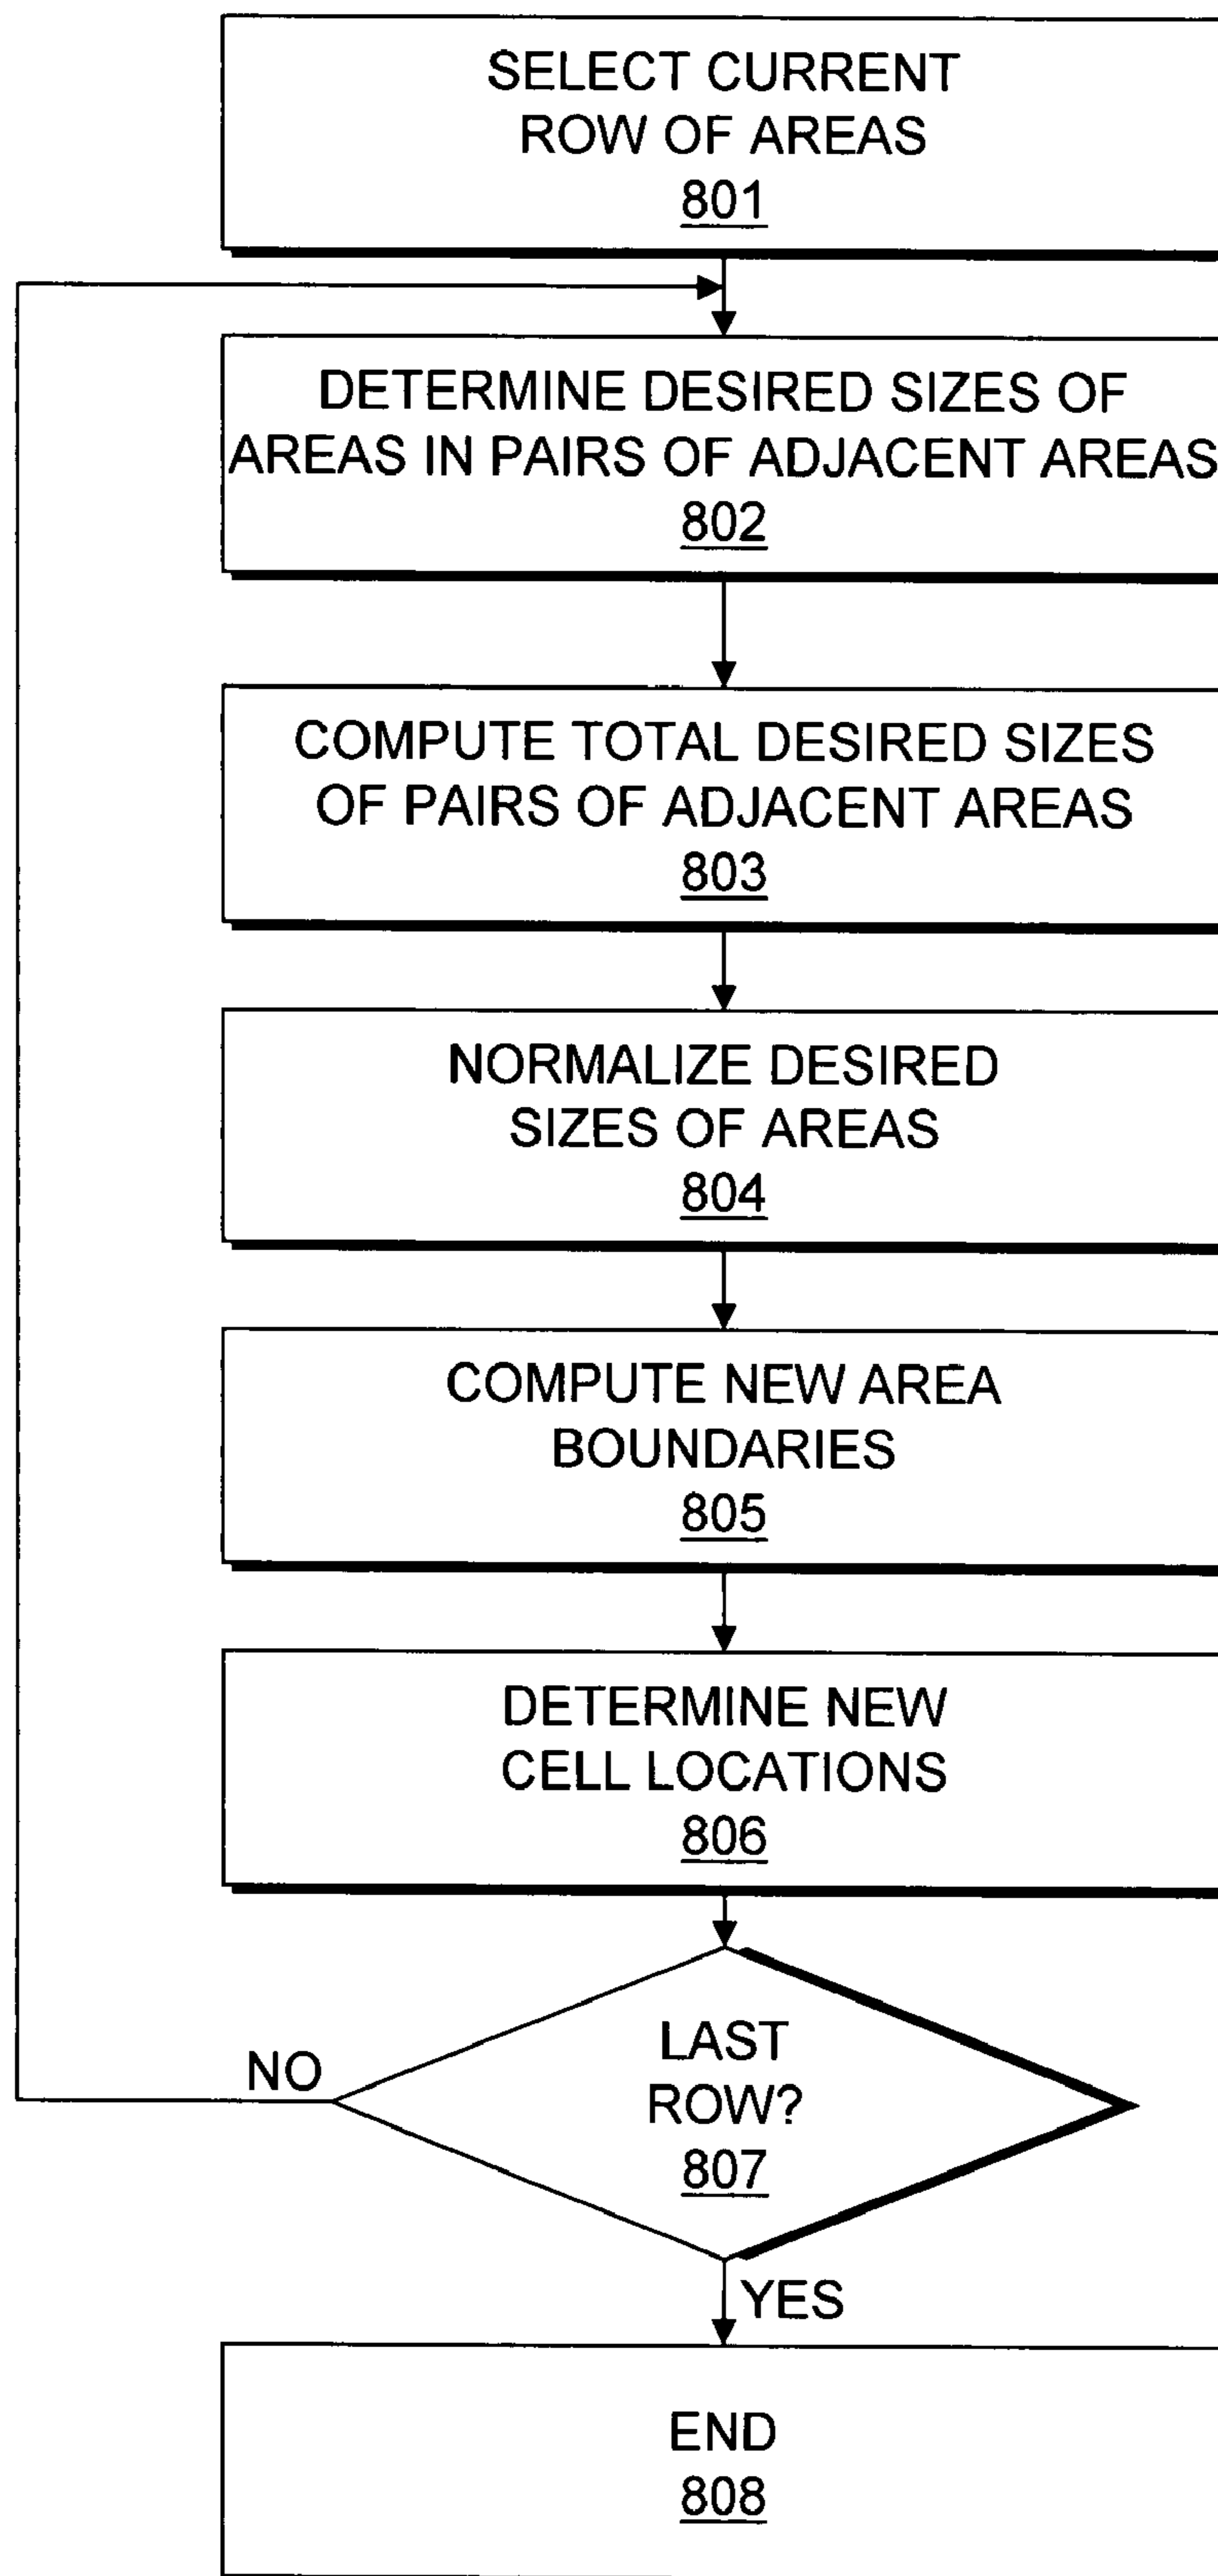 SELECT CURRENT
ROW OF AREAS
801
DETERMINE DESIRED SIZES OF
AREAS IN PAIRS OF ADJACENT AREAS
802
COMPUTE TOTAL DESIRED SIZES
OF PAIRS OF ADJACENT AREAS
803
NORMALIZE DESIRED
SIZES OF AREAS
804
COMPUTE NEW AREA
BOUNDARIES
805
DETERMINE NEW
CELL LOCATIONS
806
LAST
ROW?
807
NO
YES
END
808